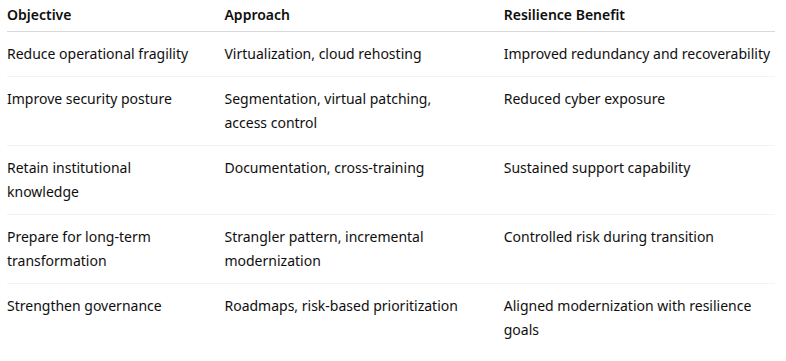 Objective Approach Resilience Benefit
Reduce operational fragility Virtualization, cloud rehosting Improved redundancy and recoverability
Improve security posture Segmentation, virtual patching, Reduced cyber exposure
access control
Retain institutional Documentation, cross-training Sustained support capability
knowledge
Prepare for long-term Strangler pattern, incremental Controlled risk during transition
transformation modernization
Strengthen governance Roadmaps, risk-based prioritization Aligned modernization with resilience
goals